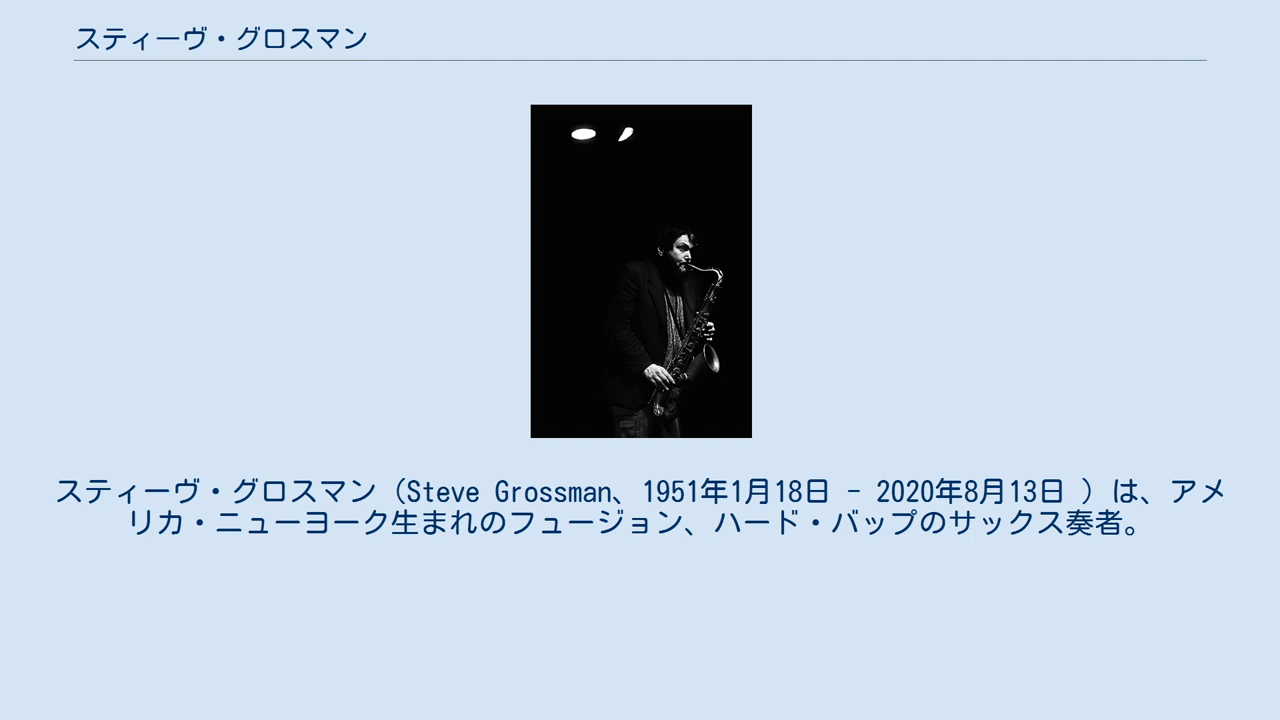 スティーヴ・グロスマン
スティーヴ・グロスマン（Steve Grossman、1951年1月18日 - 2020年8月13日 ）は、アメ
リカ・ニューヨーク生まれのフュージョン、ハード・バップのサックス奏者。